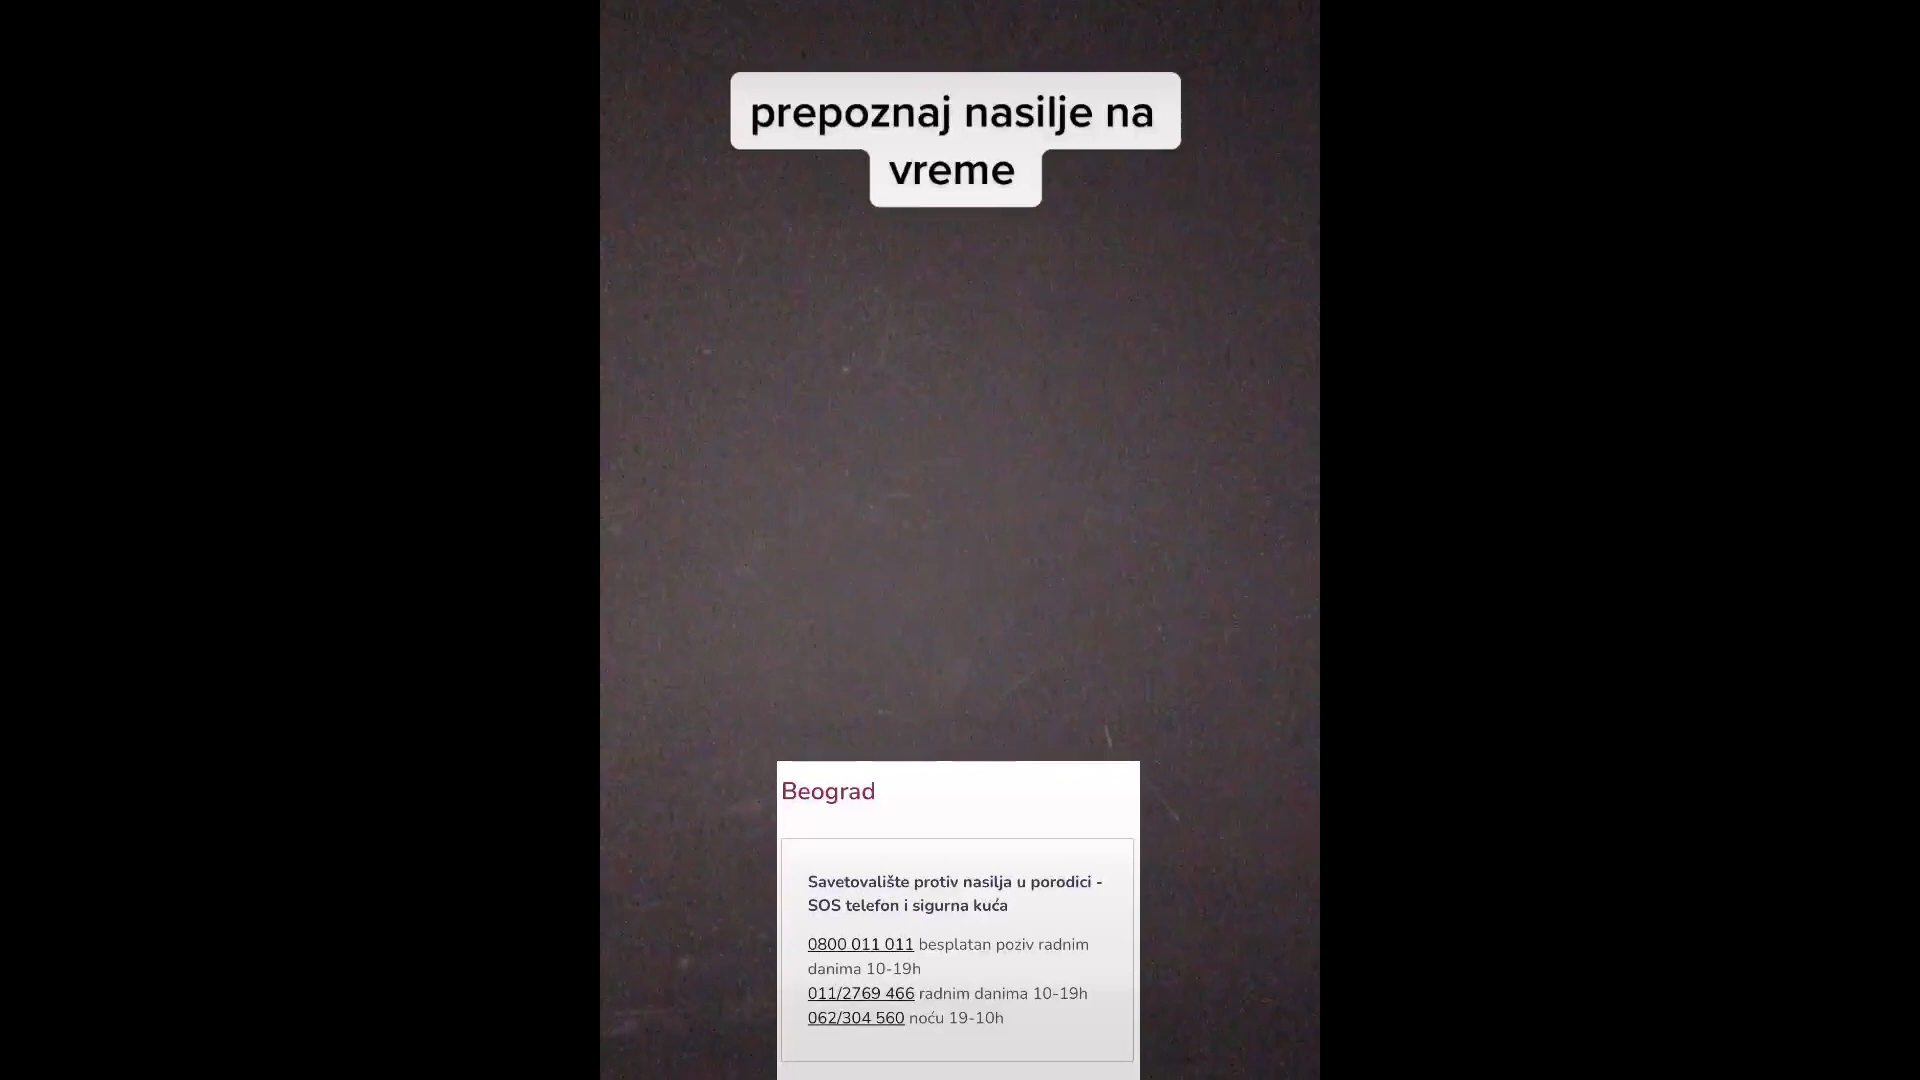 prepoznaj nasilje na
vreme
Beograd
Savetovalište protiv nasilja u porodici -
SOS telefon i sigurna kuća
0800 011 011 besplatan poziv radnim
danima 10-19h
011/2769 466 radnim danima 10-19h
062/304 560 noću 19-10h